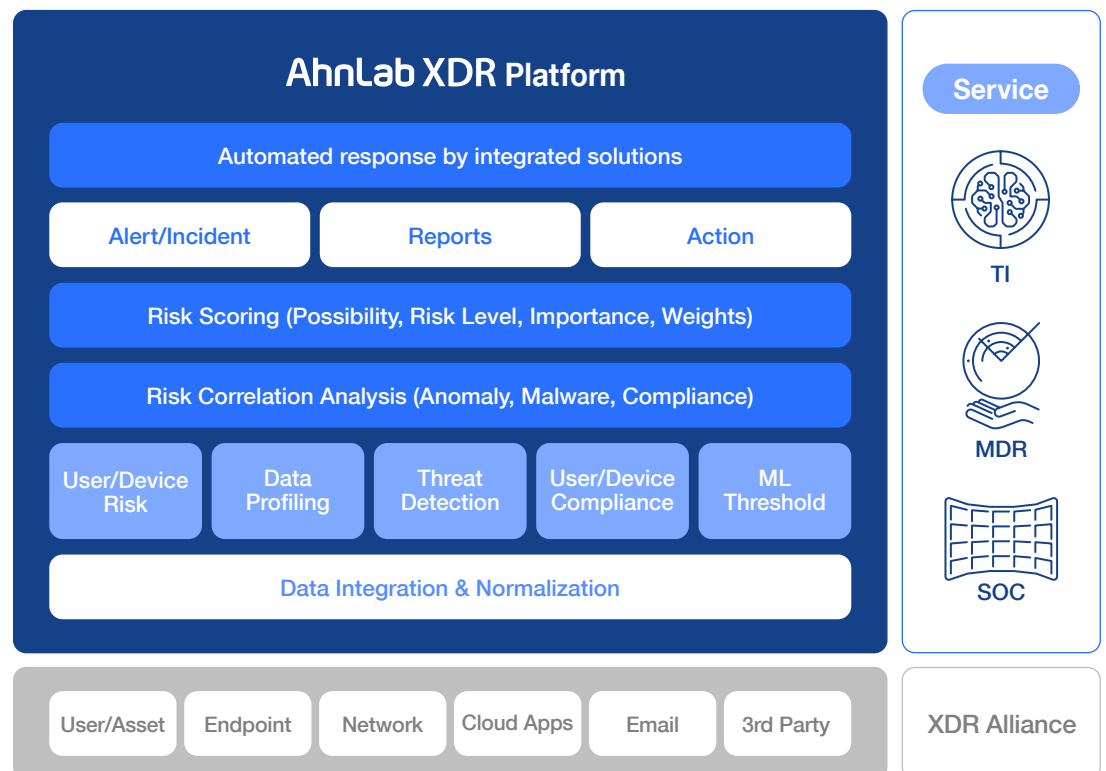 AhnLab XDR Platform
Automated response by integrated solutions
Alert/Incident
Reports
Action
Risk Scoring (Possibility, Risk Level, Importance, Weights)
Risk Correlation Analysis (Anomaly, Malware, Compliance)
User/Device
Risk
Data
Profiling
Threat
Detection
User/Device
Compliance
ML
Threshold
Data Integration & Normalization
User/Asset
Endpoint
Network
Cloud Apps
Email
3rd Party
Service
TI
MDR
SOC
XDR Alliance